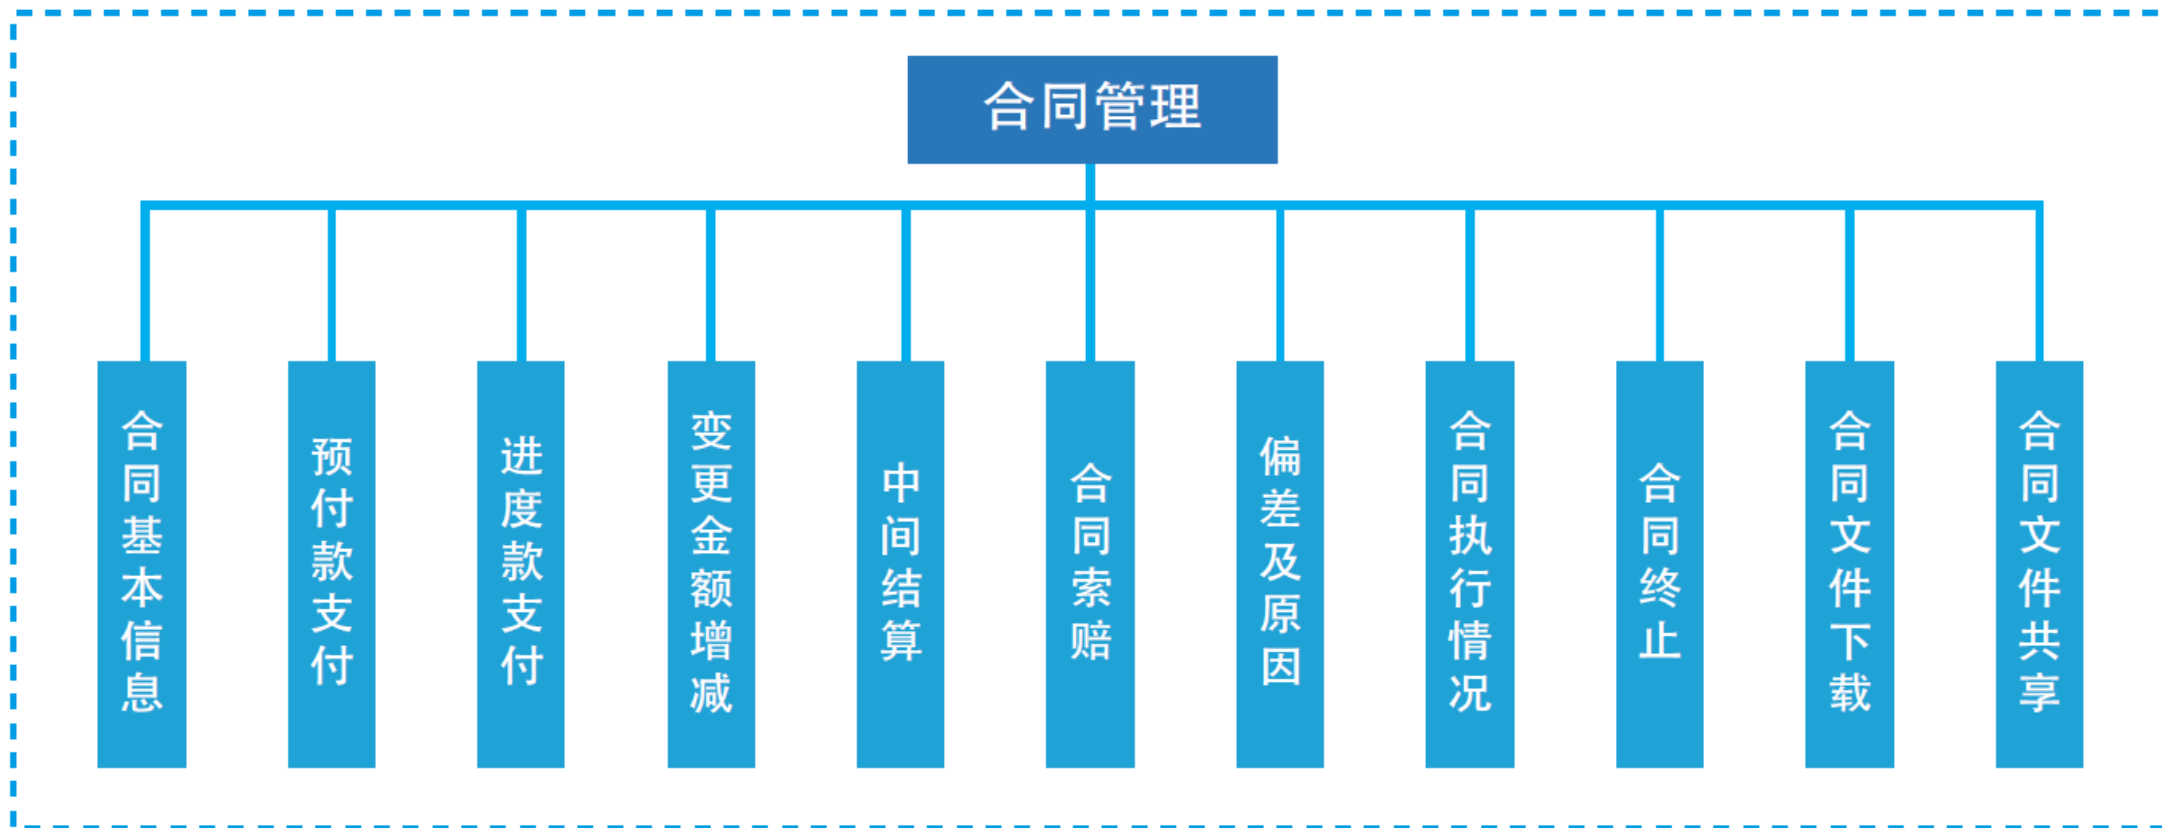 合同管理
合同基本信息
预付款支付
进度款支付
变更金额增减
中间结算
合同索赔
偏差及原因
合同执行情况
合同终止
合同文件下载
合同文件共享